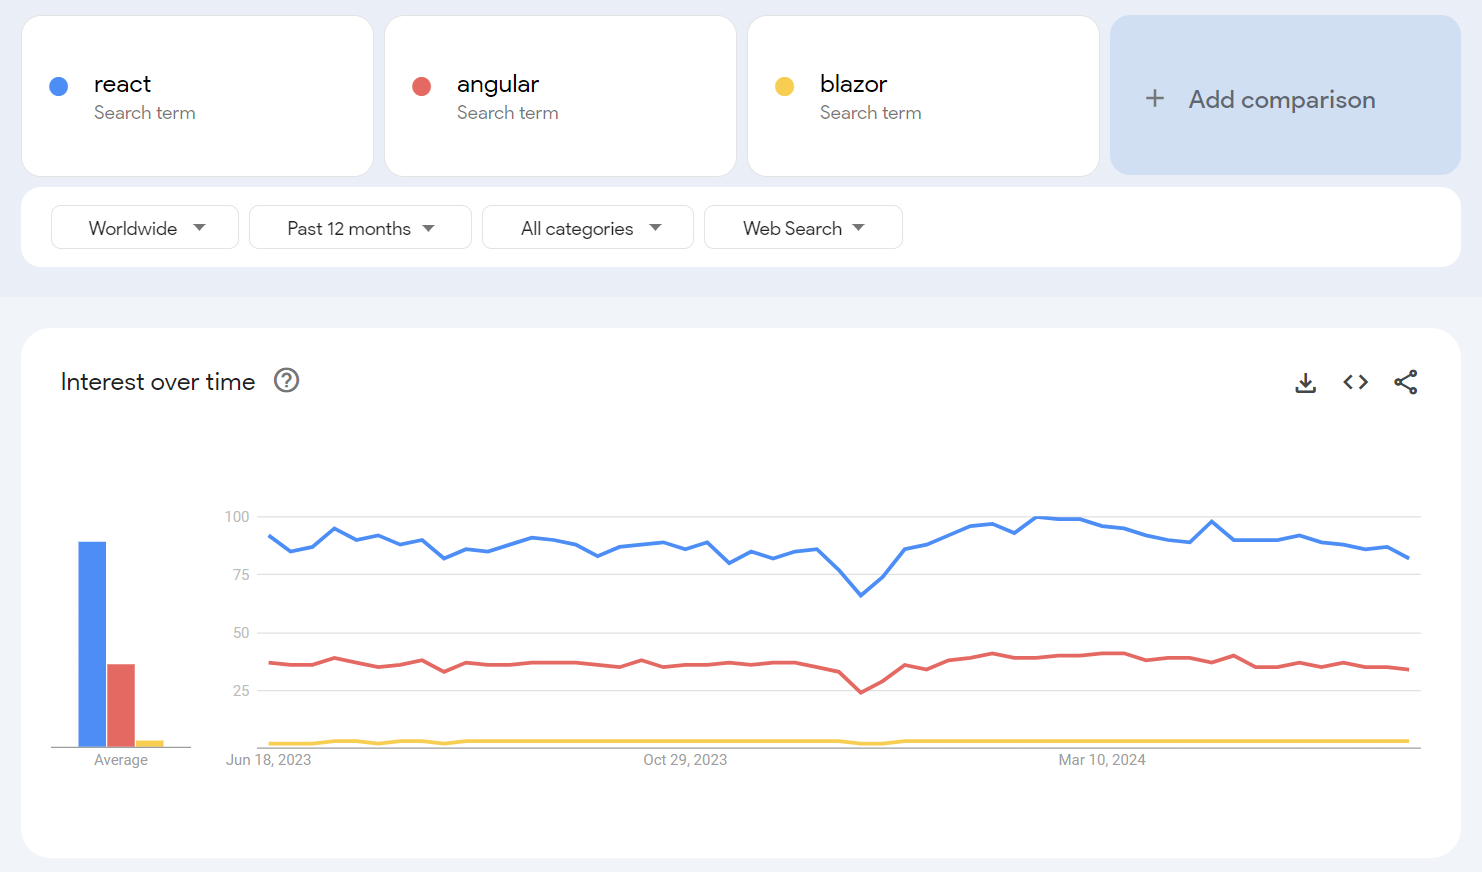 react
Search term
angular
Search term
blazor
Search term
+ Add comparison
Worldwide
Past 12 months
All categories
Web Search
Interest over time ?
100
75
50
25
Average
Jun 18, 2023
Oct 29, 2023
Mar 10, 2024